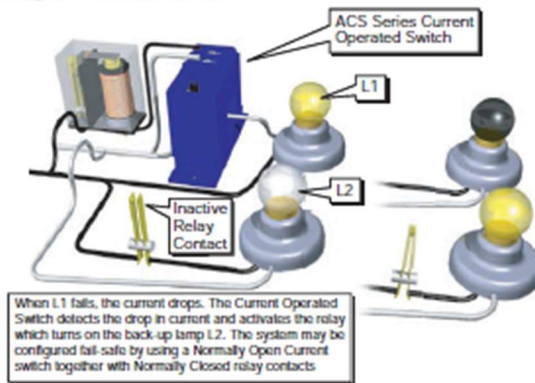 ACS Series Current
Operated Switch
L1
L2
Inactive
Relay
Contact
When L1 fails, the current drops. The Current Operated
Switch detects the drop in current and activates the relay
which turns on the back-up lamp L2. The system may be
configured fail-safe by using a Normally Open Current
switch together with Normally Closed relay contacts